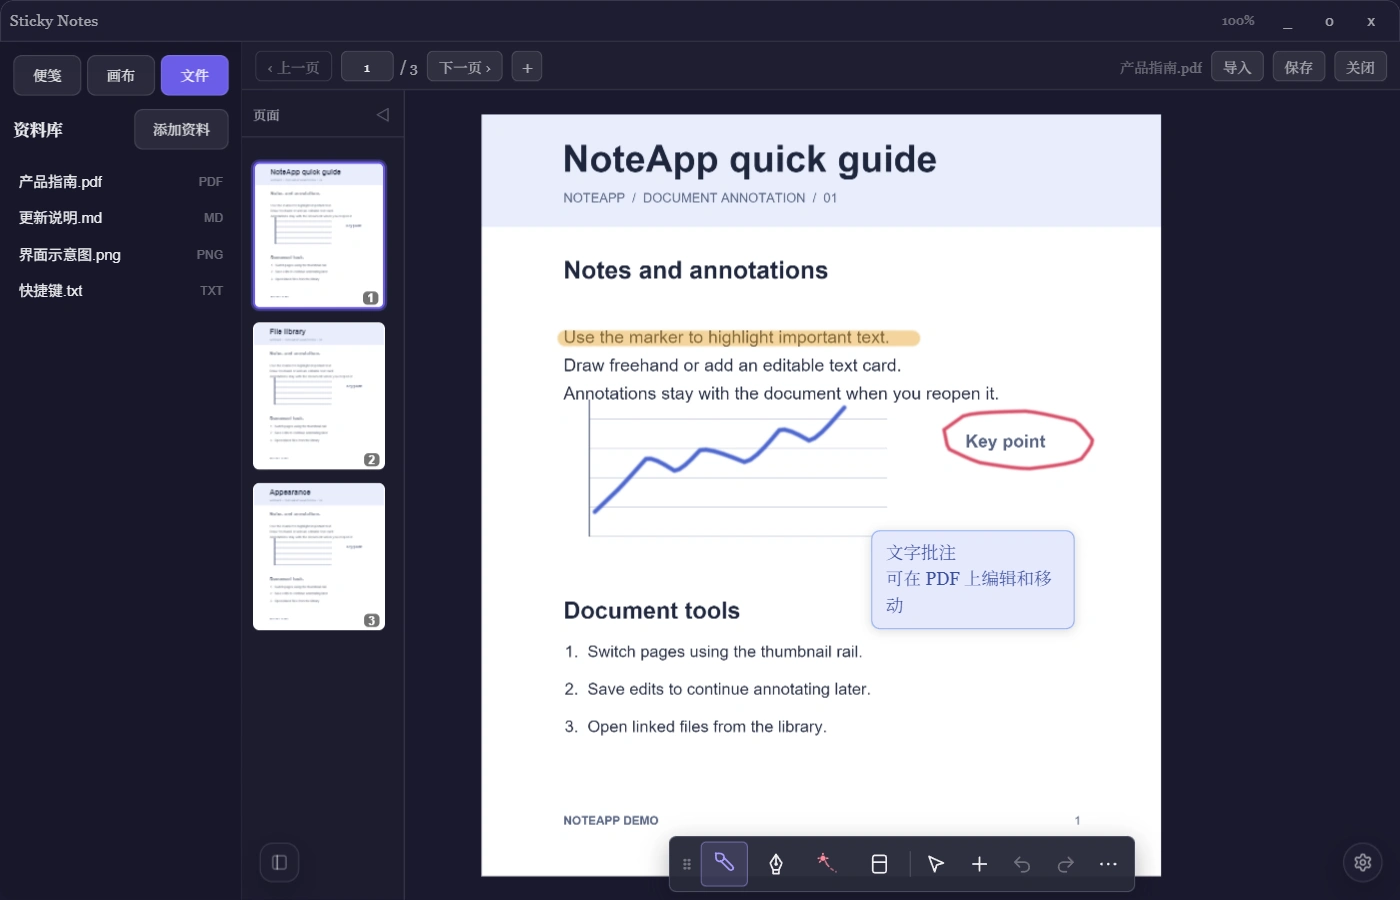 Sticky Notes
100%
便笺
画布
文件
‹ 上一页
1
/ 3
下一页 ›
+
产品指南.pdf
导入
保存
关闭
资料库
添加资料
产品指南.pdf
PDF
更新说明.md
MD
界面示意图.png
PNG
快捷键.txt
TXT
页面
NoteApp quick guide
1
File library
2
Appearance
3
NoteApp quick guide
NOTEAPP / DOCUMENT ANNOTATION / 01
Notes and annotations
Use the marker to highlight important text.
Draw freehand or add an editable text card.
Annotations stay with the document when you reopen it.
Key point
文字批注
可在 PDF 上编辑和移
动
Document tools
1. Switch pages using the thumbnail rail.
2. Save edits to continue annotating later.
3. Open linked files from the library.
NOTEAPP DEMO
1